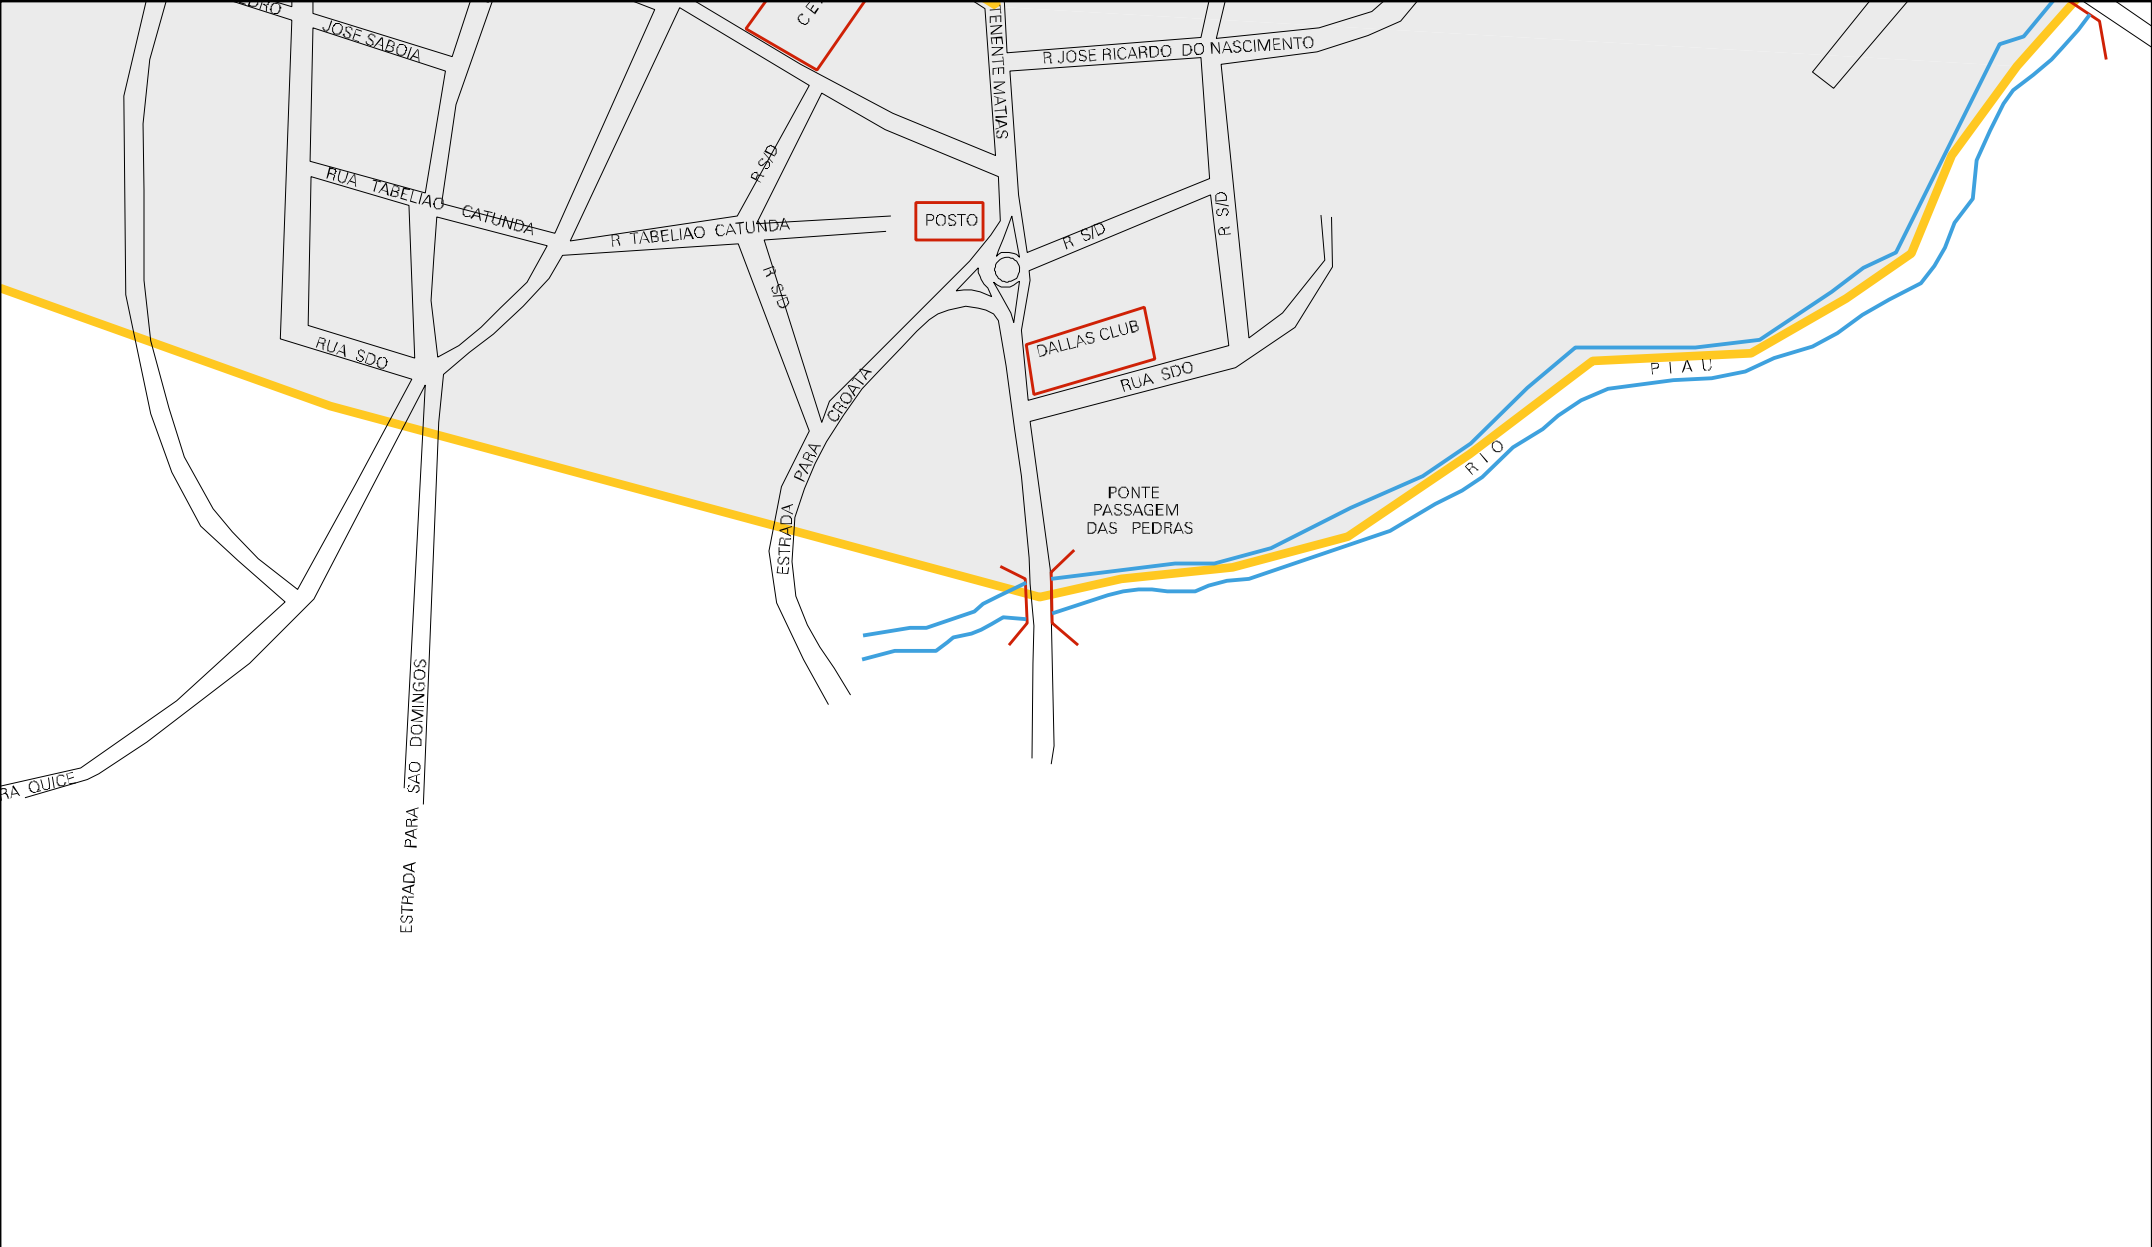 JOSE SABOIA
TENENTE MATIAS
R JOSE RICARDO DO NASCIMENTO
R S/D
RUA TABELIAO CATUNDA
R TABELIAO CATUNDA
POSTO
R S/D
R S/D
R S/D
DALLAS CLUB
RUA SDO
RUA SDO
ESTRADA PARA CROATA
RIO PIAU
PONTE
PASSAGEM
DAS PEDRAS
RA QUICE
ESTRADA PARA SAO DOMINGOS